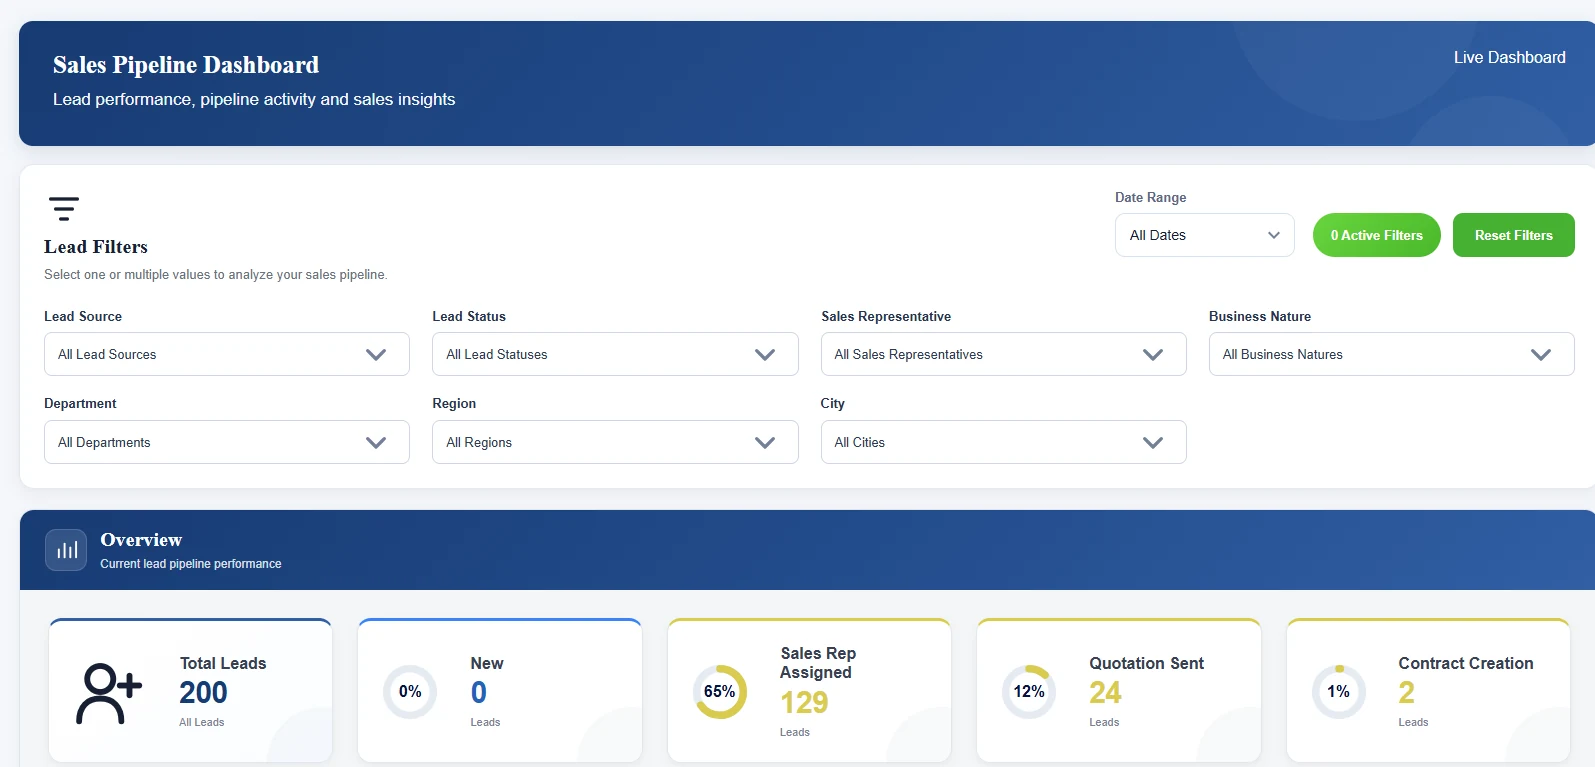 Sales Pipeline Dashboard
Live Dashboard
Lead performance, pipeline activity and sales insights
Date Range
All Dates
0 Active Filters
Reset Filters
Lead Filters
Select one or multiple values to analyze your sales pipeline.
Lead Source
Lead Status
Sales Representative
Business Nature
All Lead Sources
All Lead Statuses
All Sales Representatives
All Business Natures
Department
Region
City
All Departments
All Regions
All Cities
Overview
Current lead pipeline performance
Total Leads
200
All Leads
0%
New
0
Leads
65%
Sales Rep
Assigned
129
Leads
12%
Quotation Sent
24
Leads
1%
Contract Creation
2
Leads